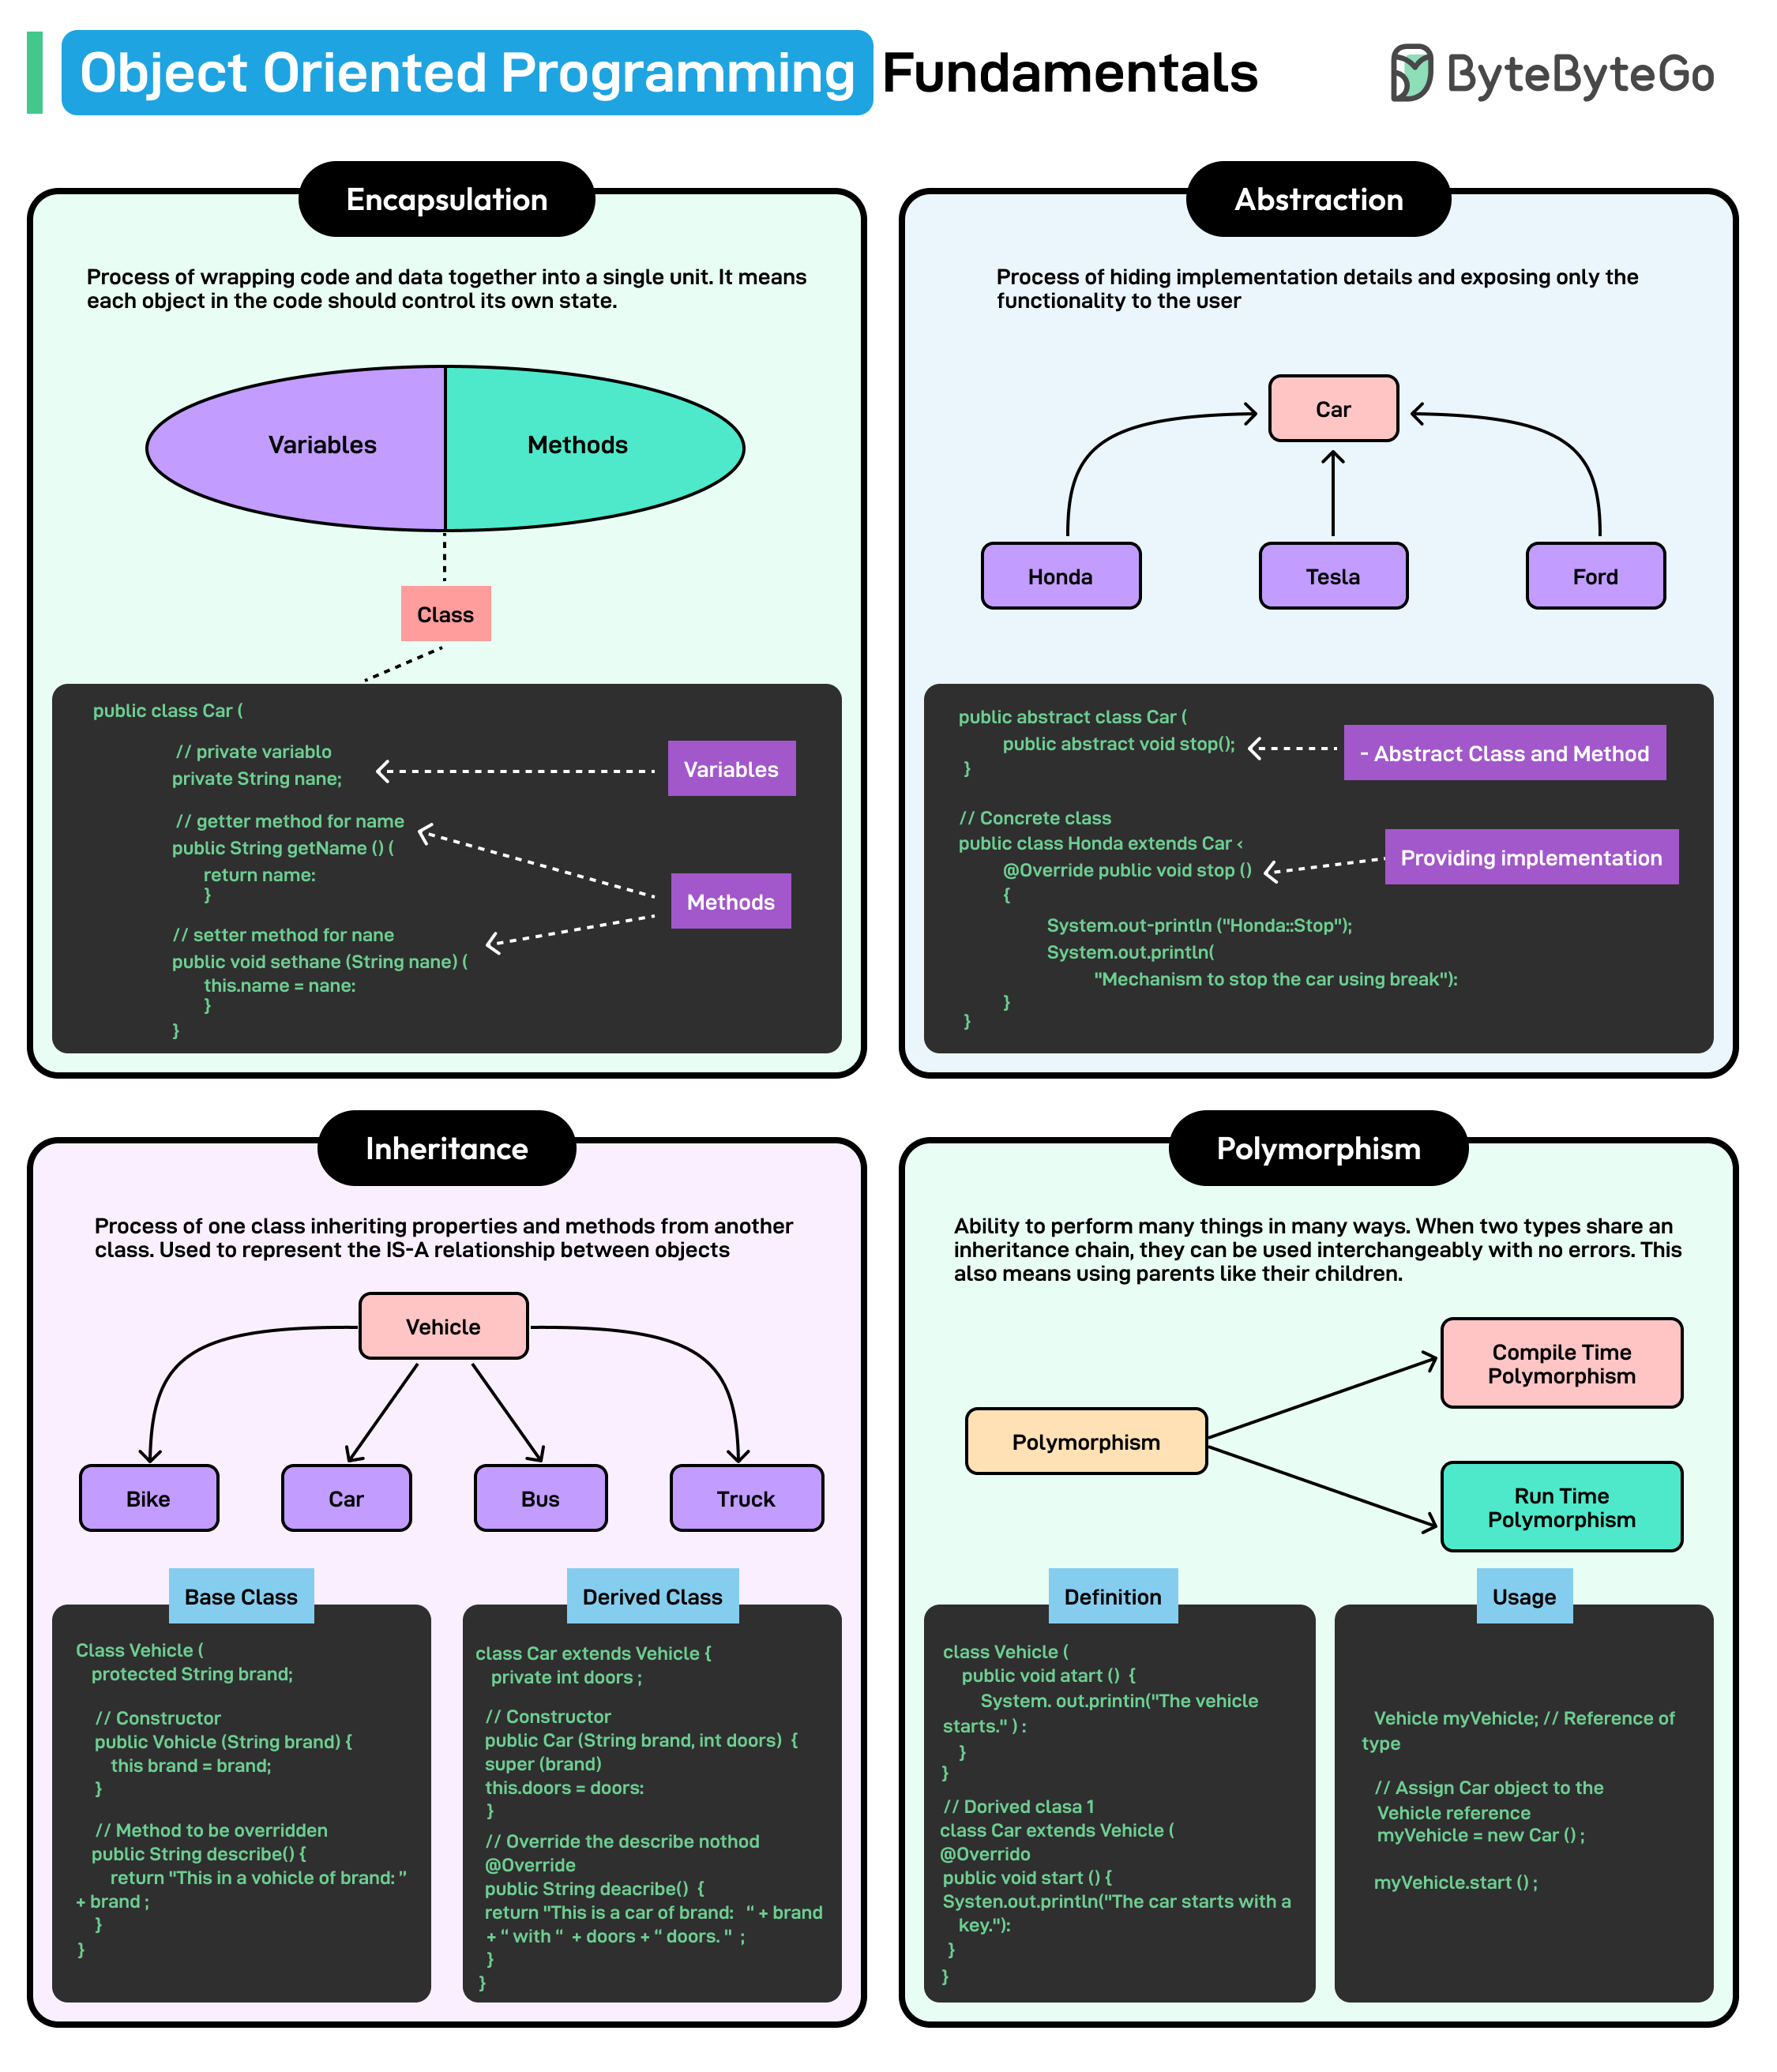 Object Oriented Programming Fundamentals
ByteByteGo
Encapsulation
Process of wrapping code and data together into a single unit. It means
each object in the code should control its own state.
Variables
Methods
Class
public class Car (
// private variablo
private String nane;
Variables
// getter method for name
public String getName () (
return name:
}
Methods
// setter method for nane
public void sethane (String nane) (
this.name = nane:
}
}
Abstraction
Process of hiding implementation details and exposing only the
functionality to the user
Car
Honda
Tesla
Ford
public abstract class Car (
public abstract void stop();
}
- Abstract Class and Method
// Concrete class
public class Honda extends Car ‹
@Override public void stop ()
{
Providing implementation
System.out-println ("Honda::Stop");
System.out.println(
"Mechanism to stop the car using break"):
}
}
Inheritance
Process of one class inheriting properties and methods from another
class. Used to represent the IS-A relationship between objects
Vehicle
Bike
Car
Bus
Truck
Base Class
Class Vehicle (
protected String brand;
// Constructor
public Vohicle (String brand) {
this brand = brand;
}
// Method to be overridden
public String describe() {
return "This in a vohicle of brand: ”
+ brand ;
}
}
Derived Class
class Car extends Vehicle {
private int doors ;
// Constructor
public Car (String brand, int doors) {
super (brand)
this.doors = doors:
}
// Override the describe nothod
@Override
public String deacribe() {
return "This is a car of brand: “ + brand
+ “ with “ + doors + “ doors. " ;
}
}
Polymorphism
Ability to perform many things in many ways. When two types share an
inheritance chain, they can be used interchangeably with no errors. This
also means using parents like their children.
Polymorphism
Compile Time
Polymorphism
Run Time
Polymorphism
Definition
class Vehicle (
public void atart () {
System. out.printin("The vehicle
starts." ) :
}
}
// Dorived clasa 1
class Car extends Vehicle (
@Overrido
public void start () {
Systen.out.println("The car starts with a
key."):
}
}
Usage
Vehicle myVehicle; // Reference of
type
// Assign Car object to the
Vehicle reference
myVehicle = new Car () ;
myVehicle.start () ;